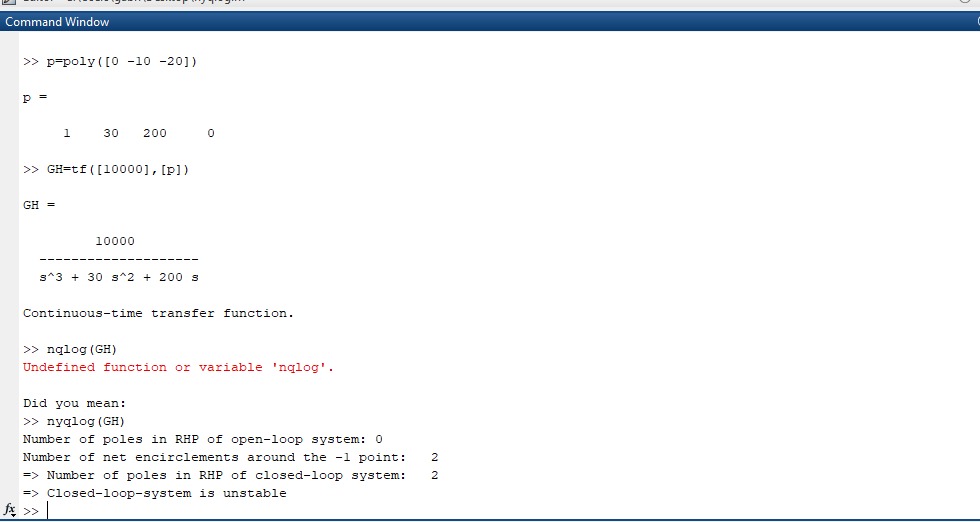 Command Window
>> p=poly([0 -10 -20])
p =
1 30 200 0
>> GH=tf([10000],[p])
GH =
10000
--------------------
s^3 + 30 s^2 + 200 s
Continuous-time transfer function.
>> nqlog(GH)
Undefined function or variable 'nqlog'.
Did you mean:
>> nyqlog(GH)
Number of poles in RHP of open-loop system: 0
Number of net encirclements around the -1 point: 2
=> Number of poles in RHP of closed-loop system: 2
=> Closed-loop-system is unstable
fx >>